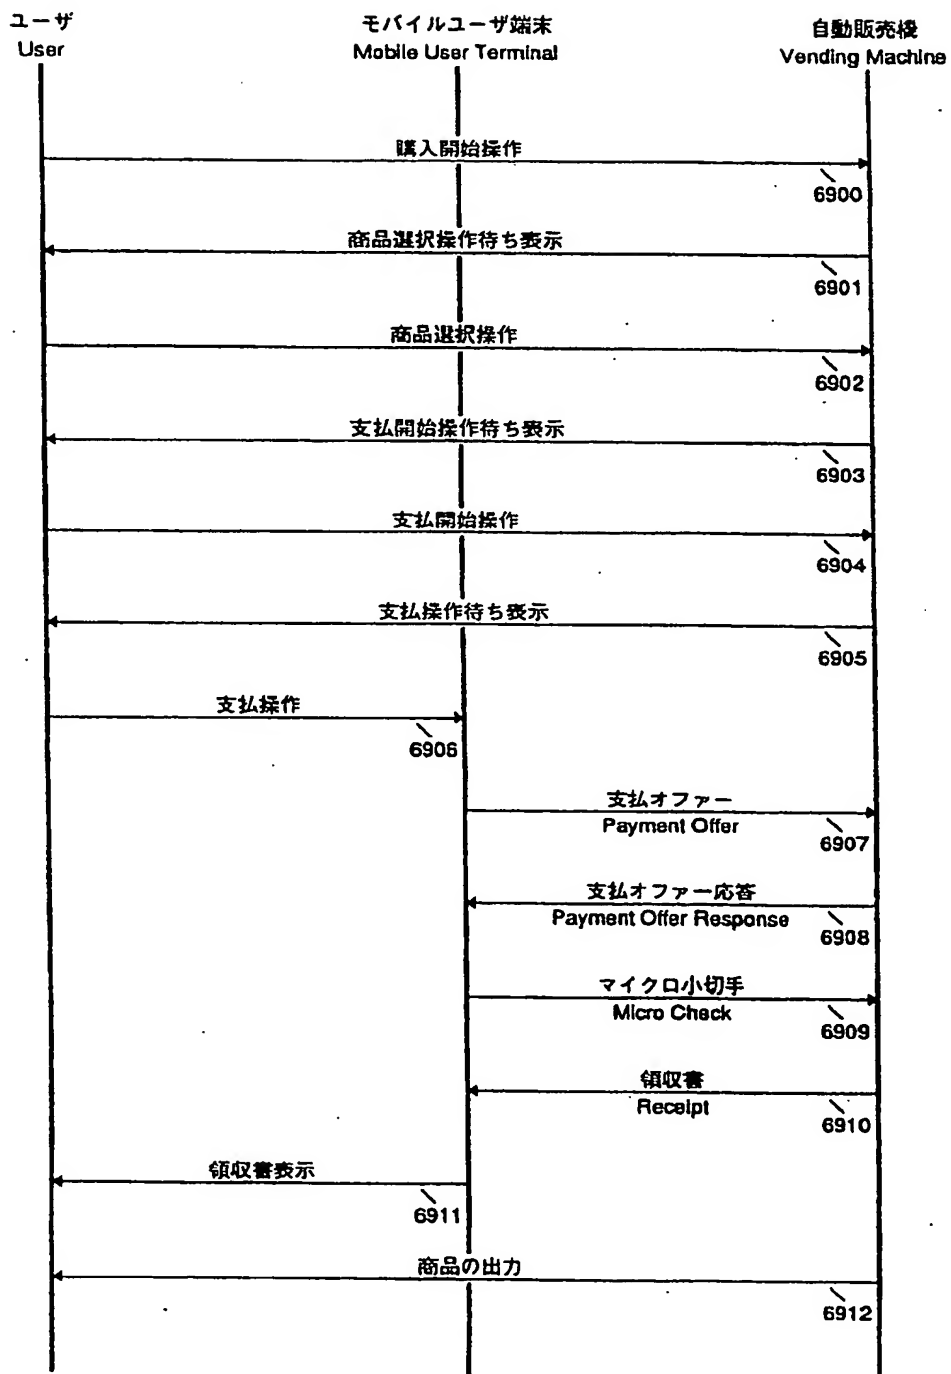 ユーザ
User
モバイルユーザ端末
Mobile User Terminal
自動販売機
Vending Machine
購入開始操作
6900
商品選択操作待ち表示
6901
商品選択操作
6902
支払開始操作待ち表示
6903
支払開始操作
6904
支払操作待ち表示
6905
支払操作
6906
支払オファー
Payment Offer
6907
支払オファー応答
Payment Offer Response
6908
マイクロ小切手
Micro Check
6909
領収書
Receipt
6910
領収書表示
6911
商品の出力
6912